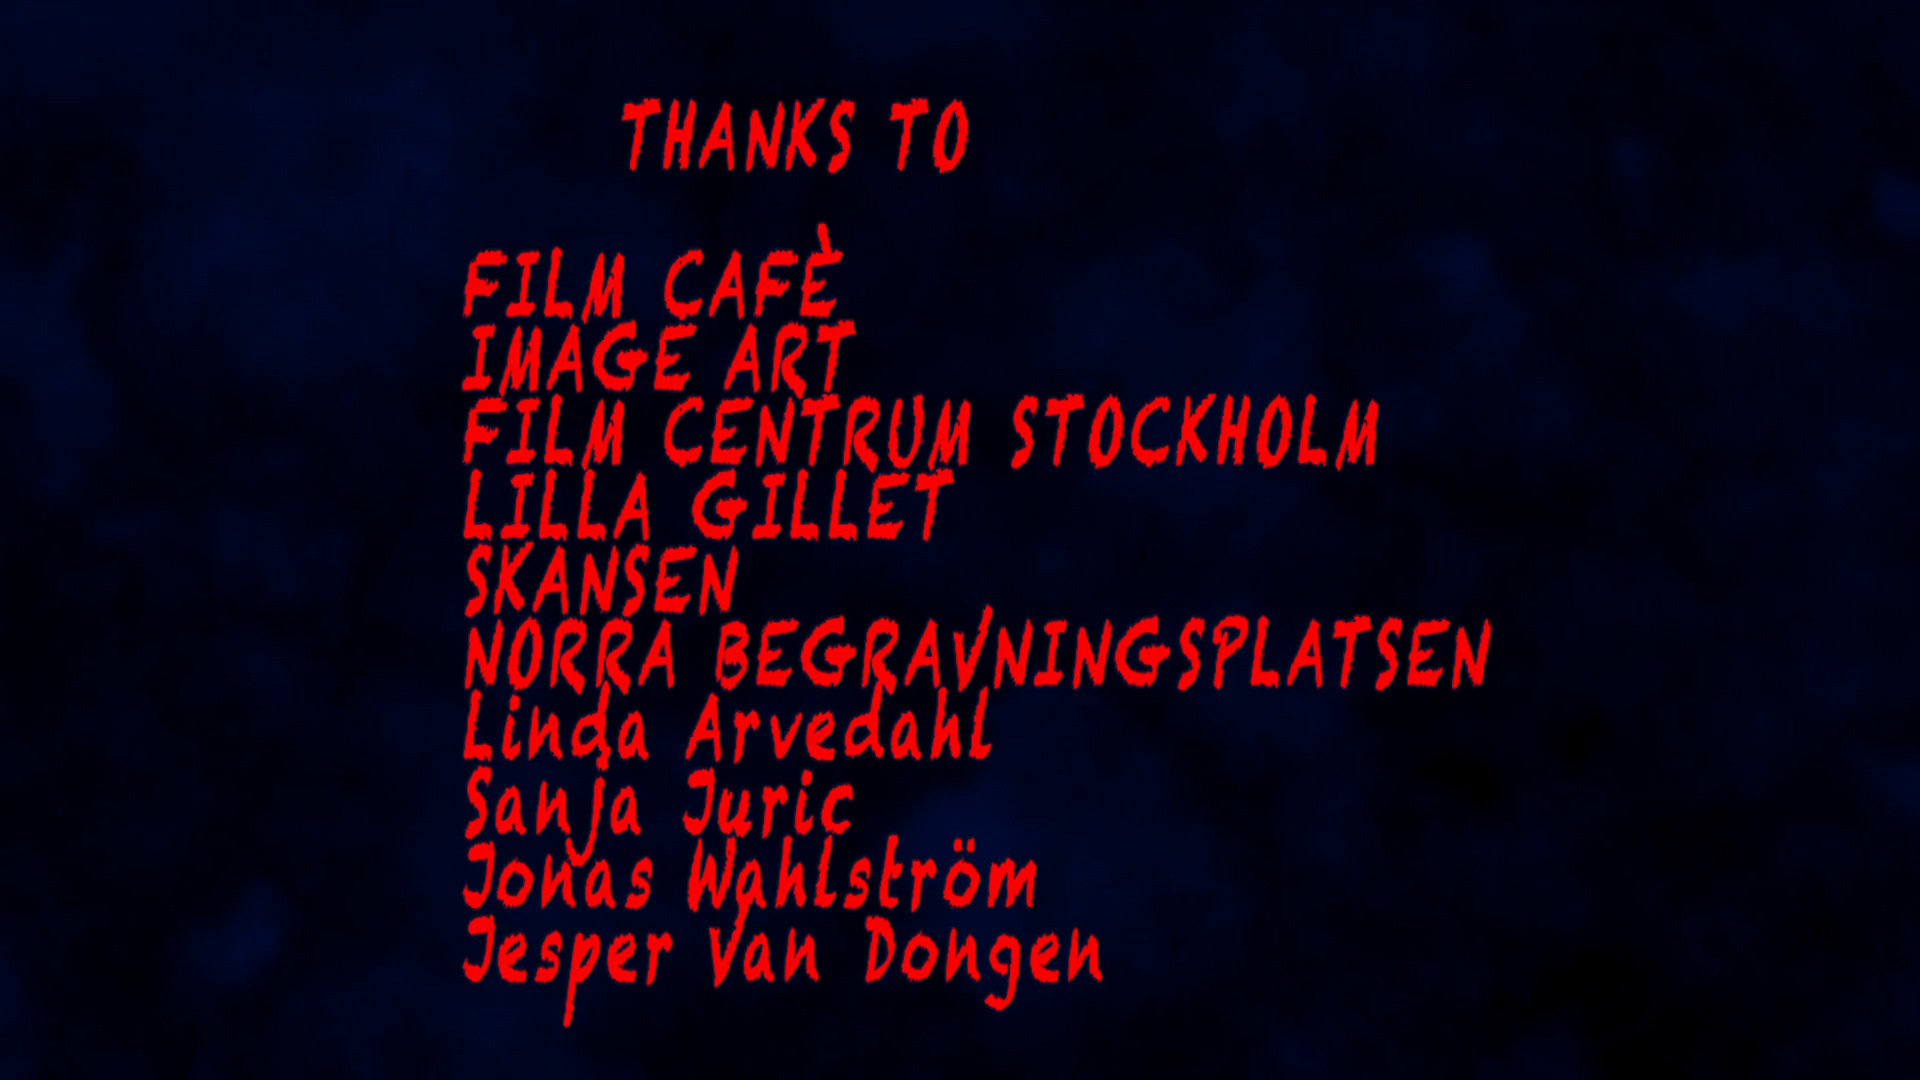 THANKS TO
FILM CAFÈ
IMAGE ART
FILM CENTRUM STOCKHOLM
LILLA GILLET
SKANSEN
NORRA BEGRAVNINGSPLATSEN
Linda Arvedahl
Sanja Juric
Jonas Wahlström
Jesper Van Dongen